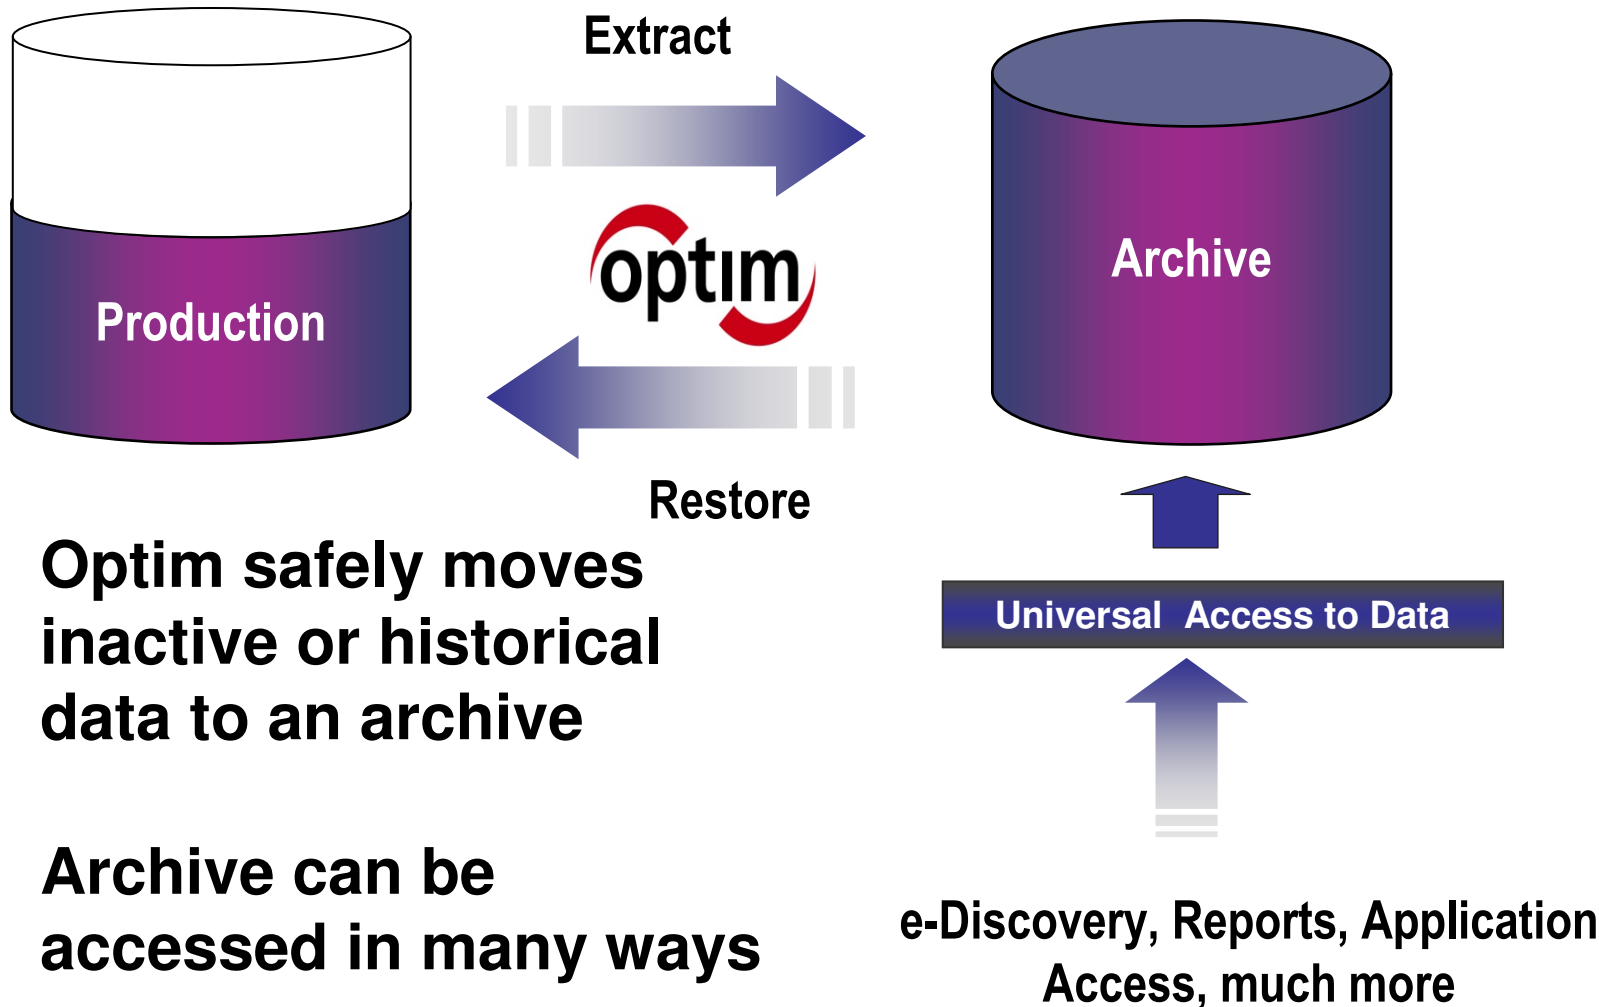 Extract
Production
optim
Archive
Restore
Optim safely moves
inactive or historical
data to an archive
Universal Access to Data
Archive can be
accessed in many ways
e-Discovery, Reports, Application
Access, much more